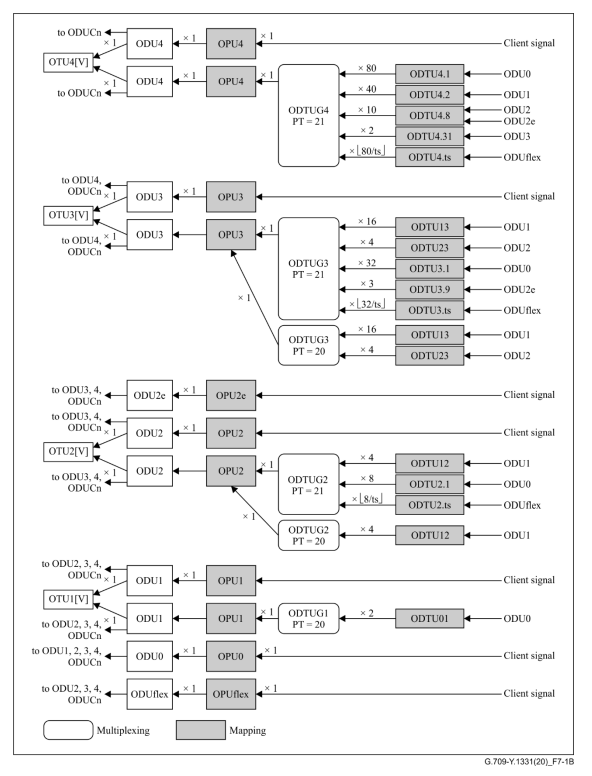 to ODUCn
× 1
ODU4
× 1
OPU4
× 1
Client signal
OTU4[V]
× 1
to ODUCn
ODU4
× 1
OPU4
× 1
ODTUG4
PT = 21
× 80
ODTU4.1
ODU0
× 40
ODTU4.2
ODU1
× 10
ODTU4.8
ODU2
ODU2e
× 2
ODTU4.31
ODU3
× ⌊80/ts⌋
ODTU4.ts
ODUflex
to ODU4,
ODUCn
× 1
ODU3
× 1
OPU3
Client signal
OTU3[V]
× 1
to ODU4,
ODUCn
ODU3
OPU3
× 1
× 1
ODTUG3
PT = 21
× 16
ODTU13
ODU1
× 4
ODTU23
ODU2
× 32
ODTU3.1
ODU0
× 3
ODTU3.9
ODU2e
× ⌊32/ts⌋
ODTU3.ts
ODUflex
ODTUG3
PT = 20
× 16
ODTU13
ODU1
× 4
ODTU23
ODU2
to ODU3, 4,
ODUCn
ODU2e
× 1
OPU2e
Client signal
to ODU3, 4,
ODUCn
× 1
ODU2
× 1
OPU2
Client signal
OTU2[V]
× 1
to ODU3, 4,
ODUCn
ODU2
OPU2
× 1
× 1
ODTUG2
PT = 21
× 4
ODTU12
ODU1
× 8
ODTU2.1
ODU0
× ⌊8/ts⌋
ODTU2.ts
ODUflex
ODTUG2
PT = 20
× 4
ODTU12
ODU1
to ODU2, 3, 4,
ODUCn
× 1
ODU1
× 1
OPU1
Client signal
OTU1[V]
× 1
to ODU2, 3, 4,
ODUCn
ODU1
× 1
OPU1
× 1
ODTUG1
PT = 20
× 2
ODTU01
ODU0
to ODU1, 2, 3, 4,
ODUCn
ODU0
× 1
OPU0
× 1
Client signal
to ODU2, 3, 4,
ODUCn
ODUflex
× 1
OPUflex
× 1
Client signal
Multiplexing
Mapping
G.709-Y.1331(20)_F7-1B